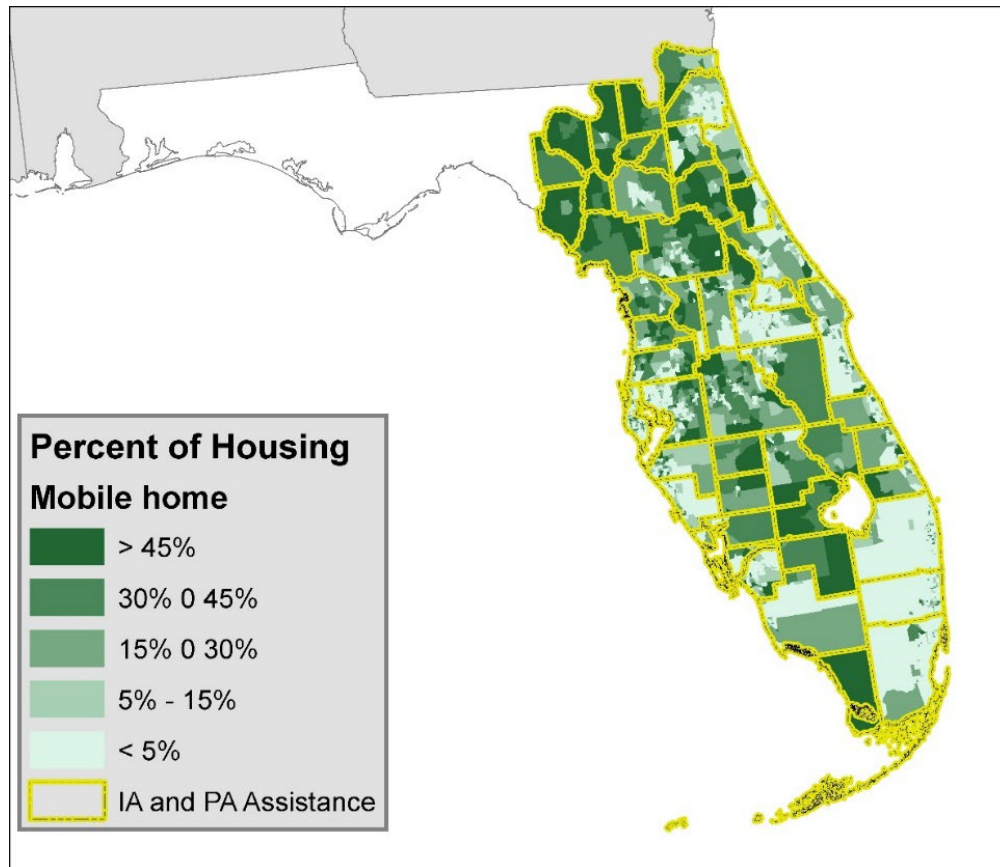 Percent of Housing
Mobile home
> 45%
30% 0 45%
15% 0 30%
5% - 15%
< 5%
IA and PA Assistance